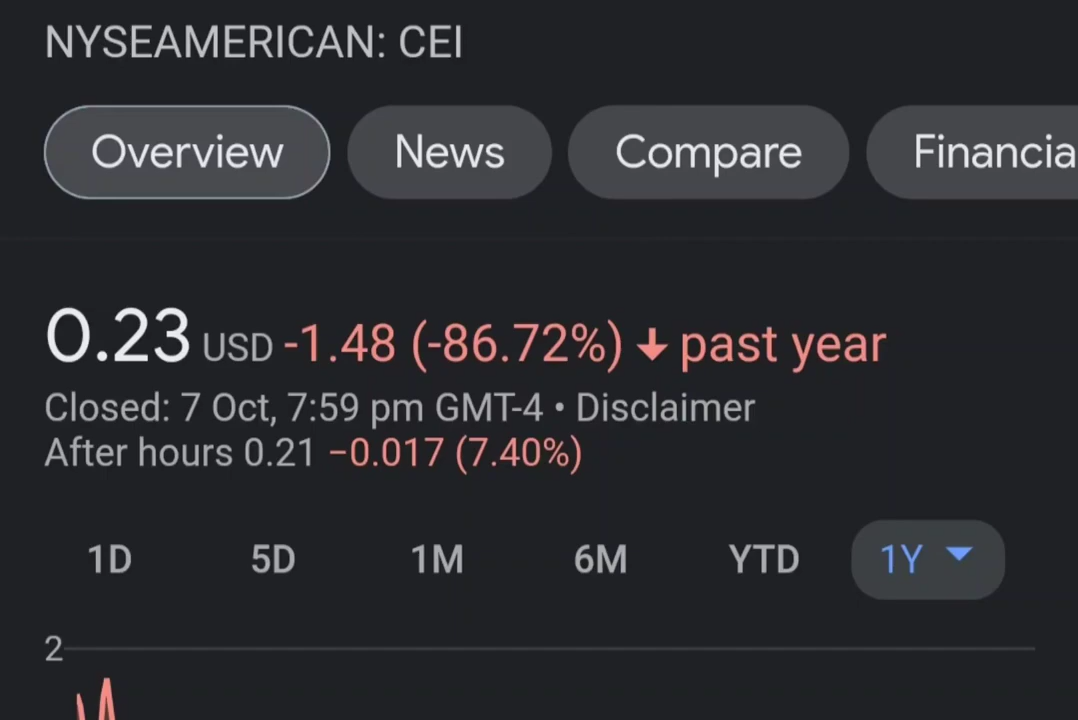 NYSEAMERICAN: CEI
Overview News Compare Financia
0.23 USD -1.48 (-86.72%) ↓ past year
Closed: 7 Oct, 7:59 pm GMT-4 • Disclaimer
After hours 0.21 −0.017 (7.40%)
1D 5D 1M 6M YTD 1Y
2